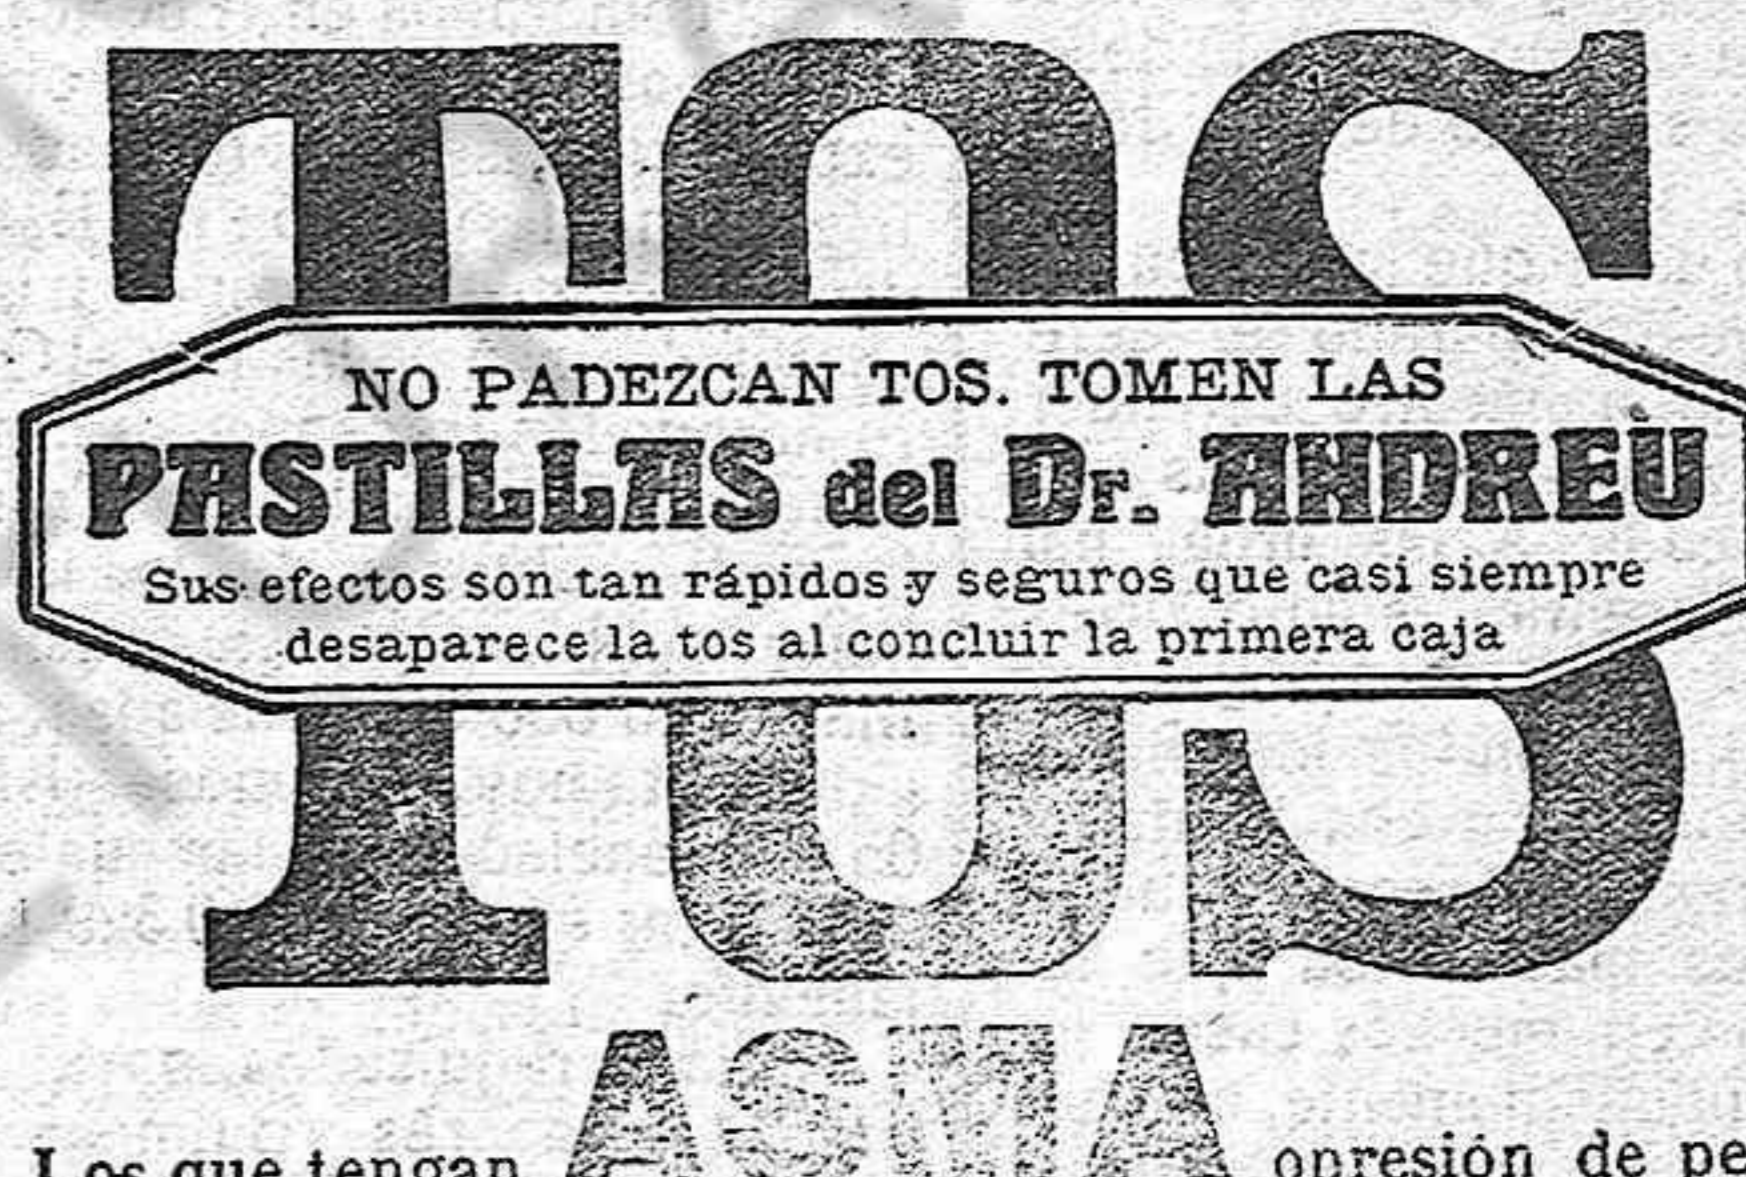 TOS
NO PADEZCAN TOS. TOMEN LAS
PASTILLAS del Dr. ANDREU
Sus efectos son tan rápidos y seguros que casi siempre
desaparece la tos al concluir la primera caja
ASMA
Los que tengan opresión de